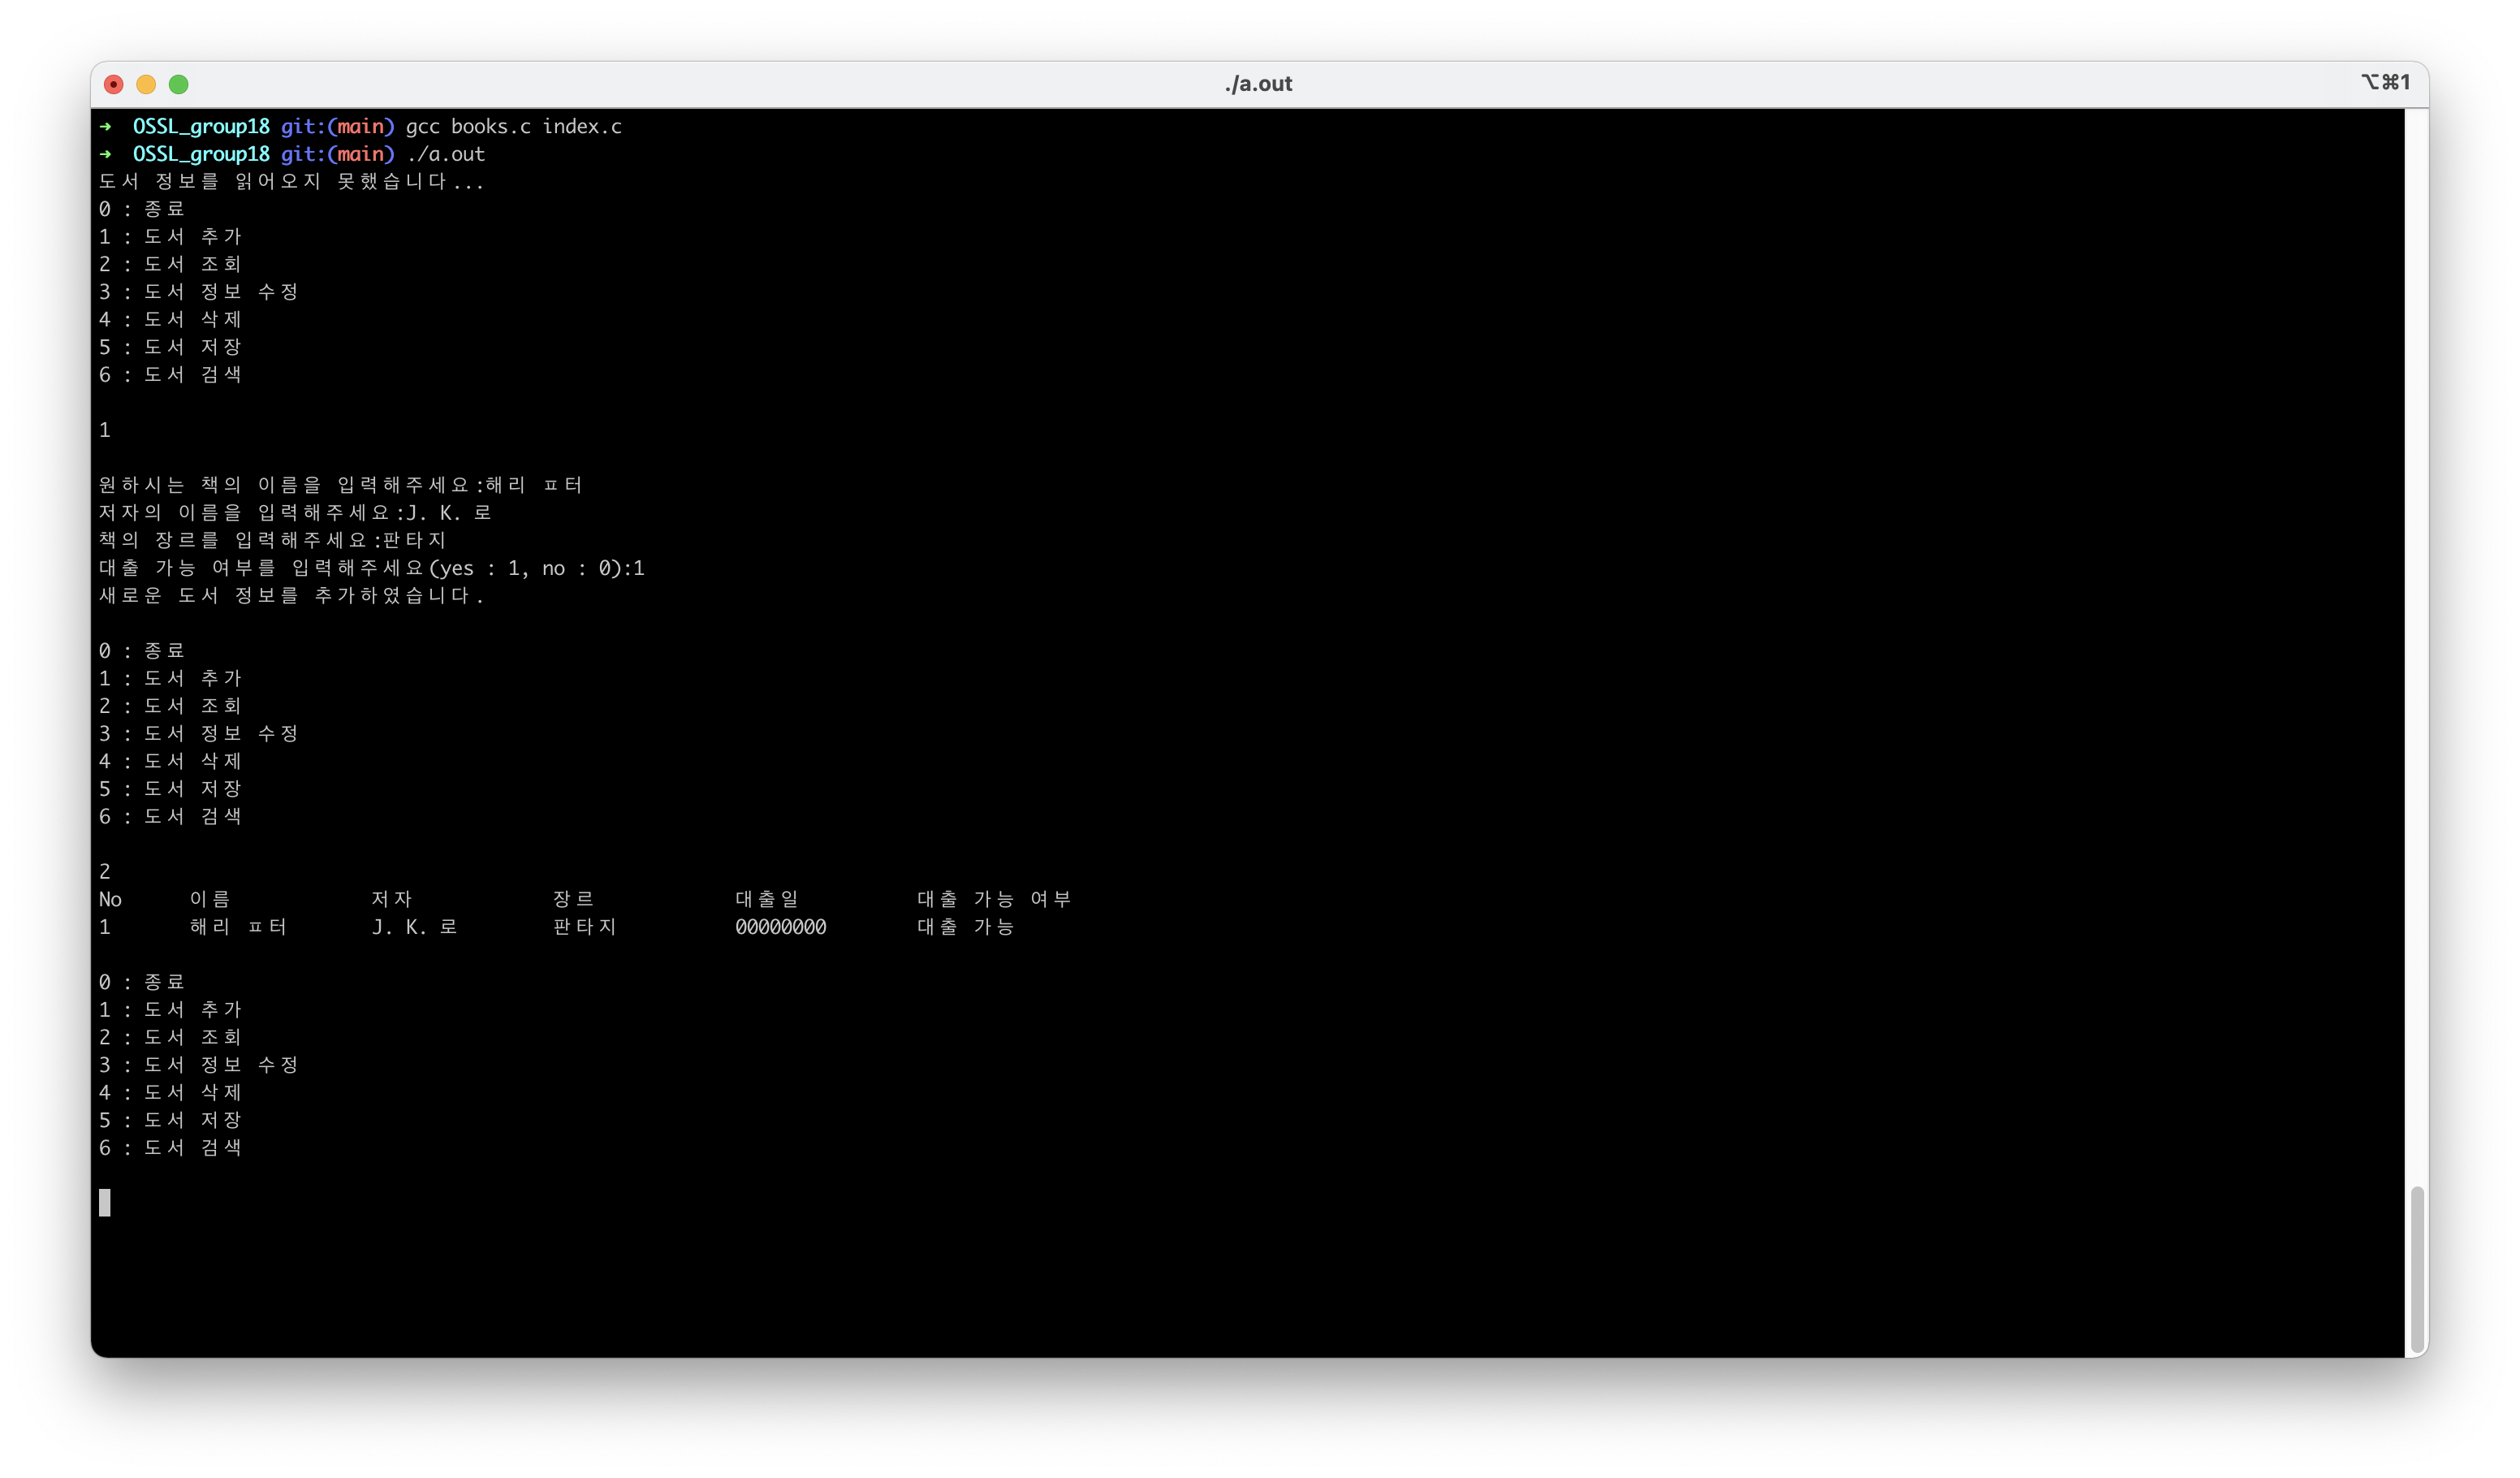 ./a.out
⌥⌘1
➜ OSSL_group18 git:(main) gcc books.c index.c
➜ OSSL_group18 git:(main) ./a.out
도서 정보를 읽어오지 못했습니다...
0 : 종료
1 : 도서 추가
2 : 도서 조회
3 : 도서 정보 수정
4 : 도서 삭제
5 : 도서 저장
6 : 도서 검색
1
원하시는 책의 이름을 입력해주세요:해리 ㅍ터
저자의 이름을 입력해주세요:J. K. 로
책의 장르를 입력해주세요:판타지
대출 가능 여부를 입력해주세요(yes : 1, no : 0):1
새로운 도서 정보를 추가하였습니다.
0 : 종료
1 : 도서 추가
2 : 도서 조회
3 : 도서 정보 수정
4 : 도서 삭제
5 : 도서 저장
6 : 도서 검색
2
No 이름 저자 장르 대출일 대출 가능 여부
1 해리 ㅍ터 J. K. 로 판타지 00000000 대출 가능
0 : 종료
1 : 도서 추가
2 : 도서 조회
3 : 도서 정보 수정
4 : 도서 삭제
5 : 도서 저장
6 : 도서 검색